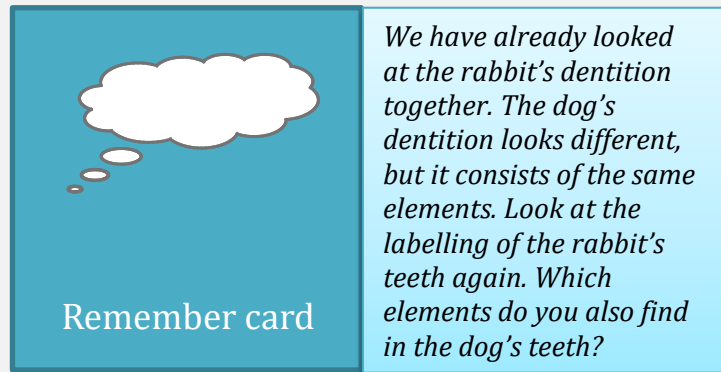 Remember card
We have already looked
at the rabbit’s dentition
together. The dog’s
dentition looks different,
but it consists of the same
elements. Look at the
labelling of the rabbit’s
teeth again. Which
elements do you also find
in the dog’s teeth?